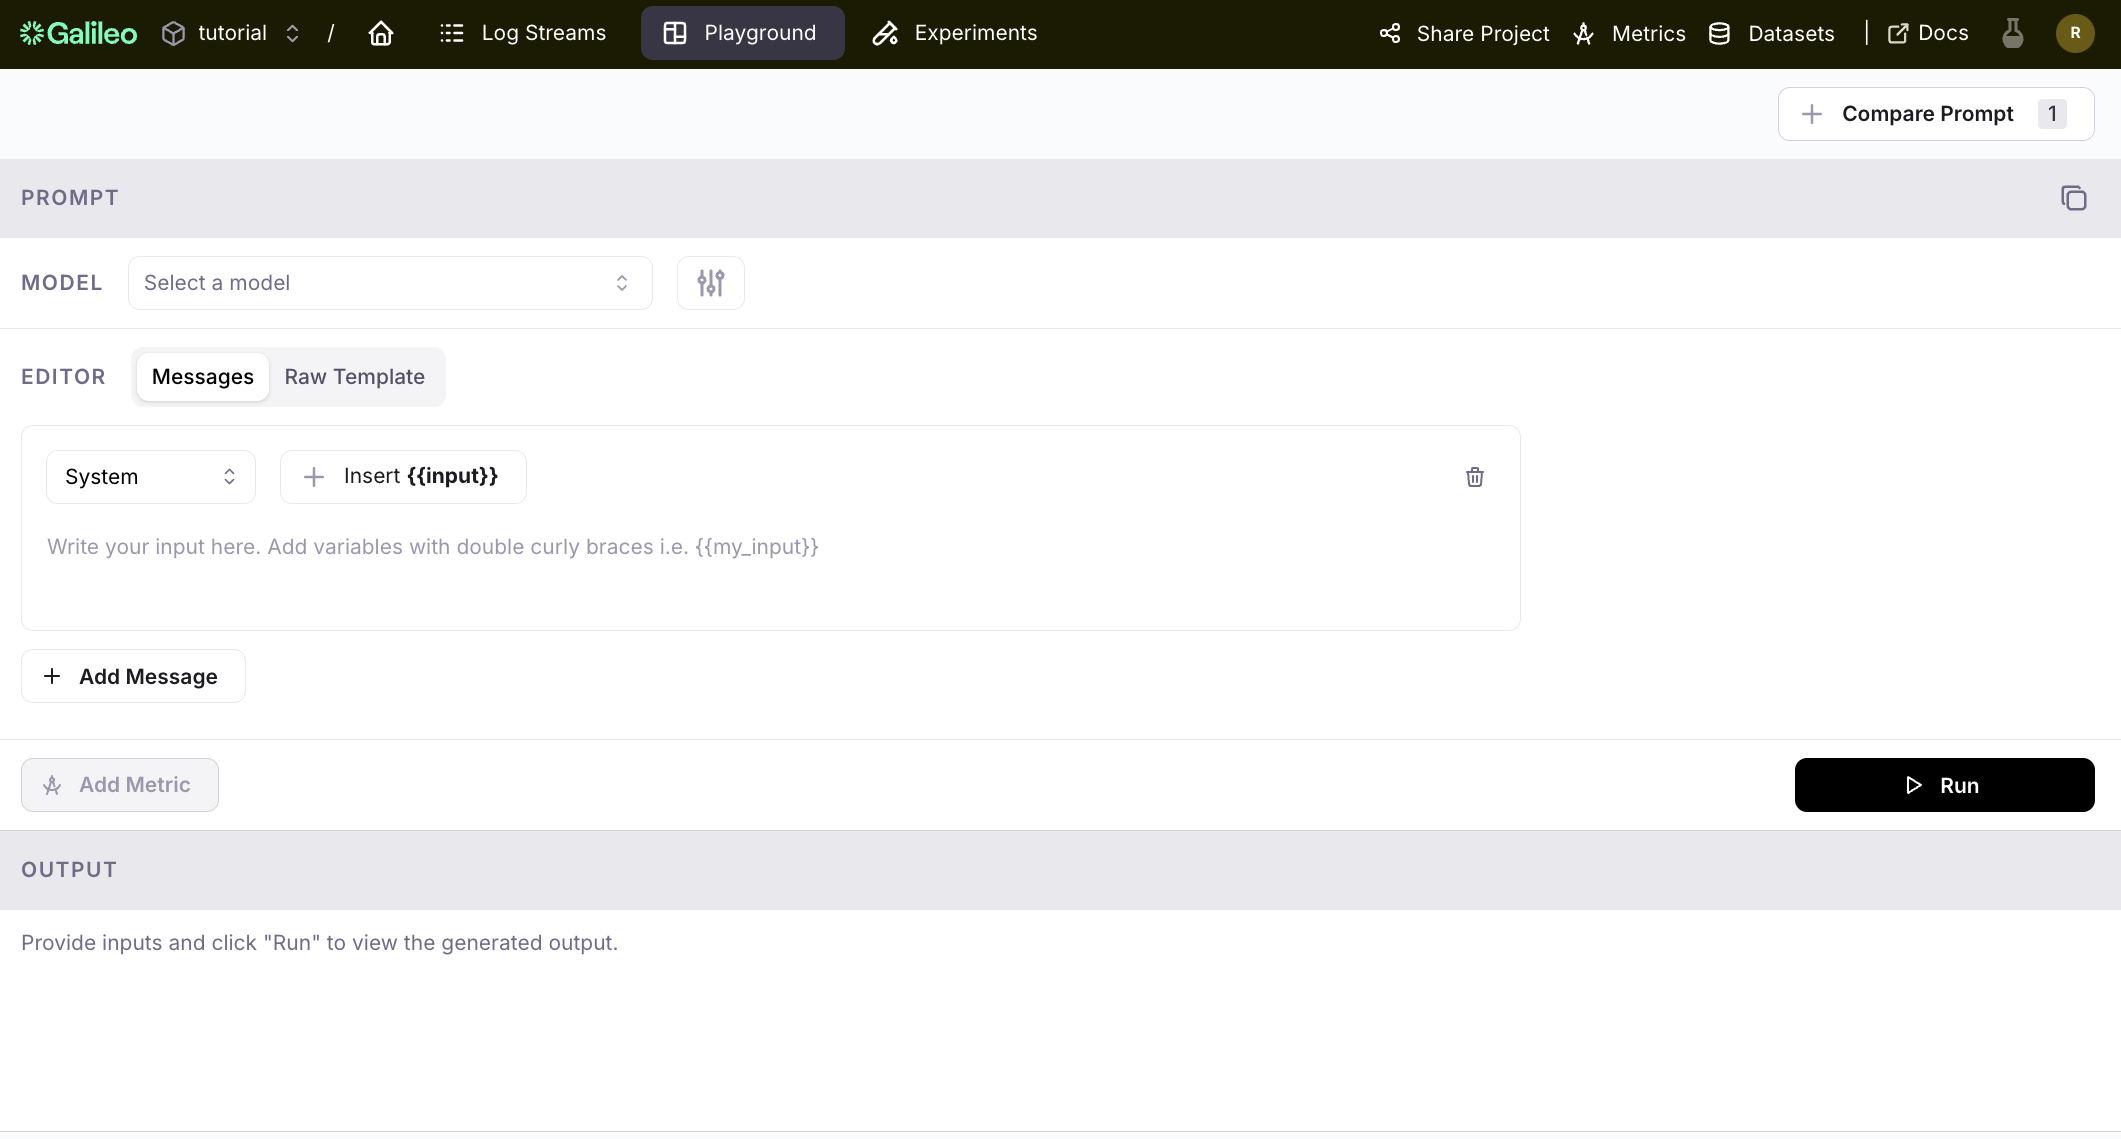 Galileo tutorial / Log Streams Playground Experiments Share Project Metrics Datasets Docs R
Compare Prompt 1
PROMPT
MODEL Select a model
EDITOR Messages Raw Template
System Insert {{input}}
Write your input here. Add variables with double curly braces i.e. {{my_input}}
Add Message
Add Metric Run
OUTPUT
Provide inputs and click "Run" to view the generated output.